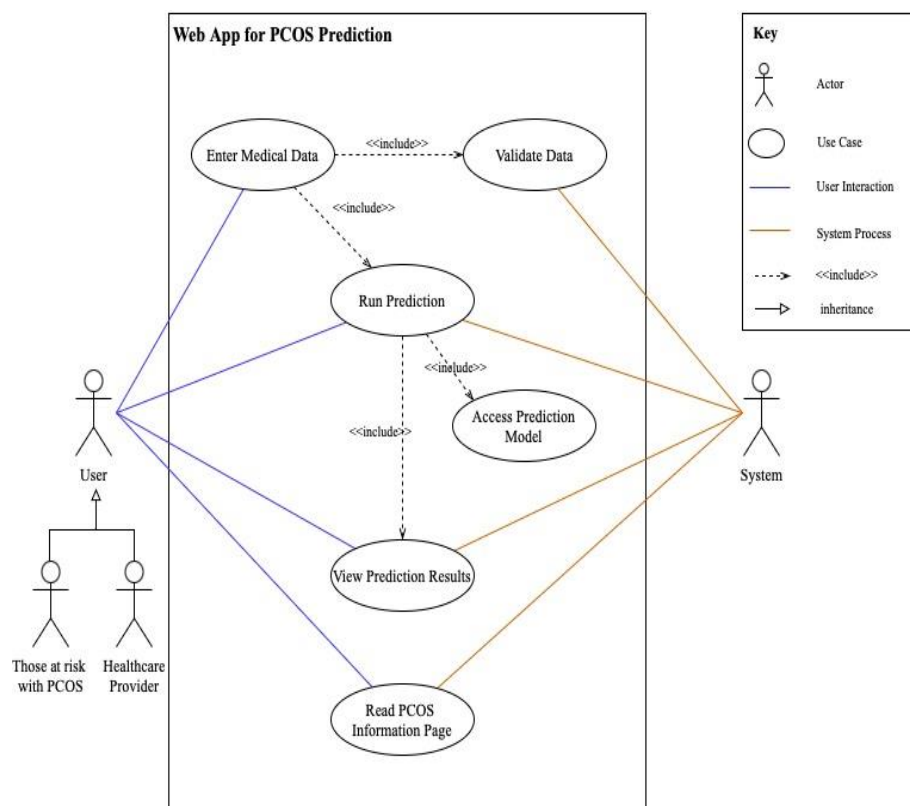 Web App for PCOS Prediction
Enter Medical Data
<<include>>
Validate Data
<<include>>
Run Prediction
<<include>>
<<include>>
Access Prediction
Model
View Prediction Results
Read PCOS
Information Page
User
Those at risk
with PCOS
Healthcare
Provider
System
Key
Actor
Use Case
User Interaction
System Process
<<include>>
inheritance